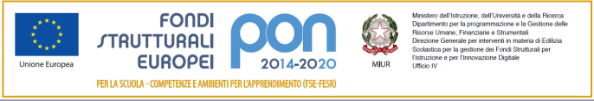 Unione Europea
FONDI
STRUTTURALI
EUROPEI
pon
2014-2020
PER LA SCUOLA - COMPETENZE E AMBIENTI PER L'APPRENDIMENTO (FSE-FESR)
MIUR
Ministero dell'Istruzione, dell'Università e della Ricerca
Dipartimento per la programmazione e la Gestione delle
Risorse Umane, Finanziarie e Strumentali
Direzione Generale per interventi in materia di Edilizia
Scolastica per la gestione dei Fondi Strutturali per
l'Istruzione e per l'Innovazione Digitale
Ufficio IV